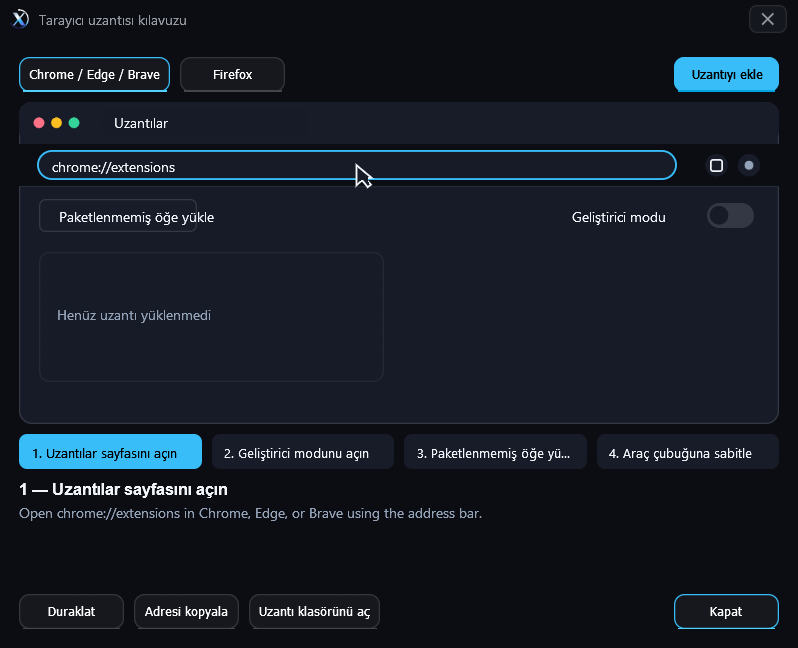 Tarayıcı uzantısı kılavuzu
Chrome / Edge / Brave
Firefox
Uzantıyı ekle
Uzantılar
chrome://extensions
Paketlenmemiş öğe yükle
Geliştirici modu
Henüz uzantı yüklenmedi
1. Uzantılar sayfasını açın
2. Geliştirici modunu açın
3. Paketlenmemiş öğe yü...
4. Araç çubuğuna sabitle
1 — Uzantılar sayfasını açın
Open chrome://extensions in Chrome, Edge, or Brave using the address bar.
Duraklat
Adresi kopyala
Uzantı klasörünü aç
Kapat